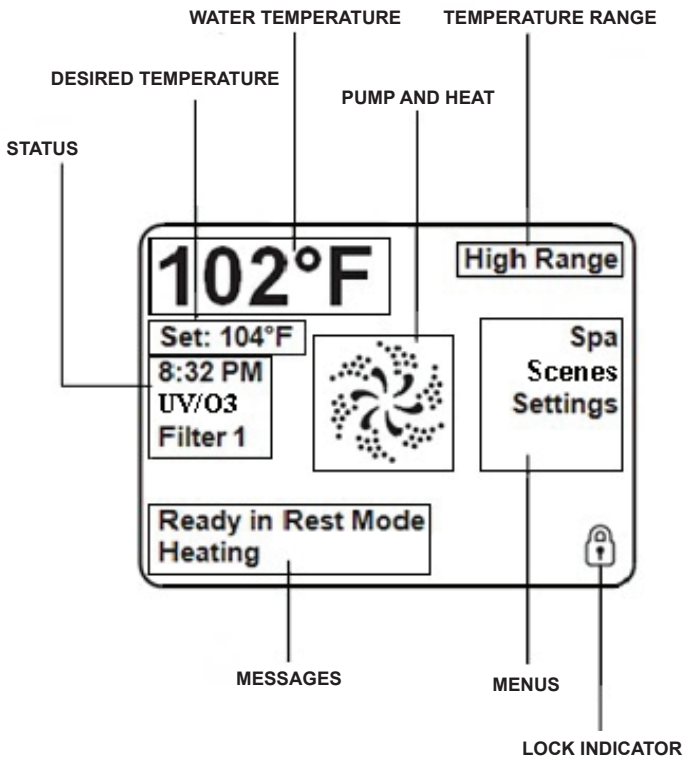 WATER TEMPERATURE
TEMPERATURE RANGE
DESIRED TEMPERATURE
PUMP AND HEAT
STATUS
102°F
High Range
Set: 104°F
8:32 PM
UV/O3
Filter 1
Spa
Scenes
Settings
Ready in Rest Mode
Heating
MESSAGES
MENUS
LOCK INDICATOR